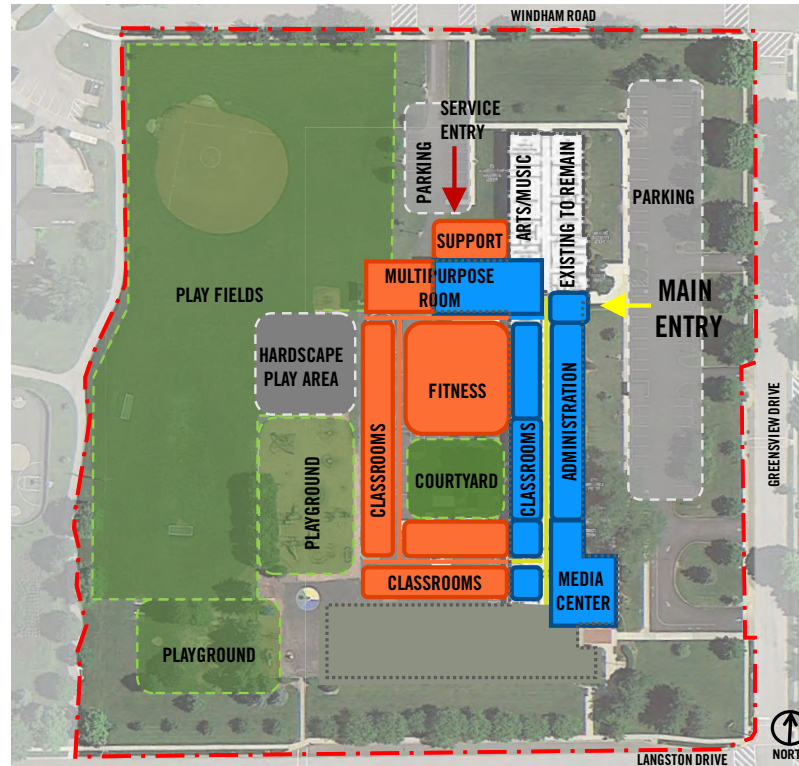 WINDHAM ROAD
SERVICE
ENTRY
PARKING
ARTS/MUSIC
EXISTING TO REMAIN
PARKING
SUPPORT
MULTIPURPOSE
ROOM
PLAY FIELDS
MAIN
ENTRY
HARDSCAPE
PLAY AREA
FITNESS
CLASSROOMS
CLASSROOMS
ADMINISTRATION
GREENSVIEW DRIVE
PLAYGROUND
COURTYARD
CLASSROOMS
MEDIA
CENTER
PLAYGROUND
LANGSTON DRIVE
NORTH